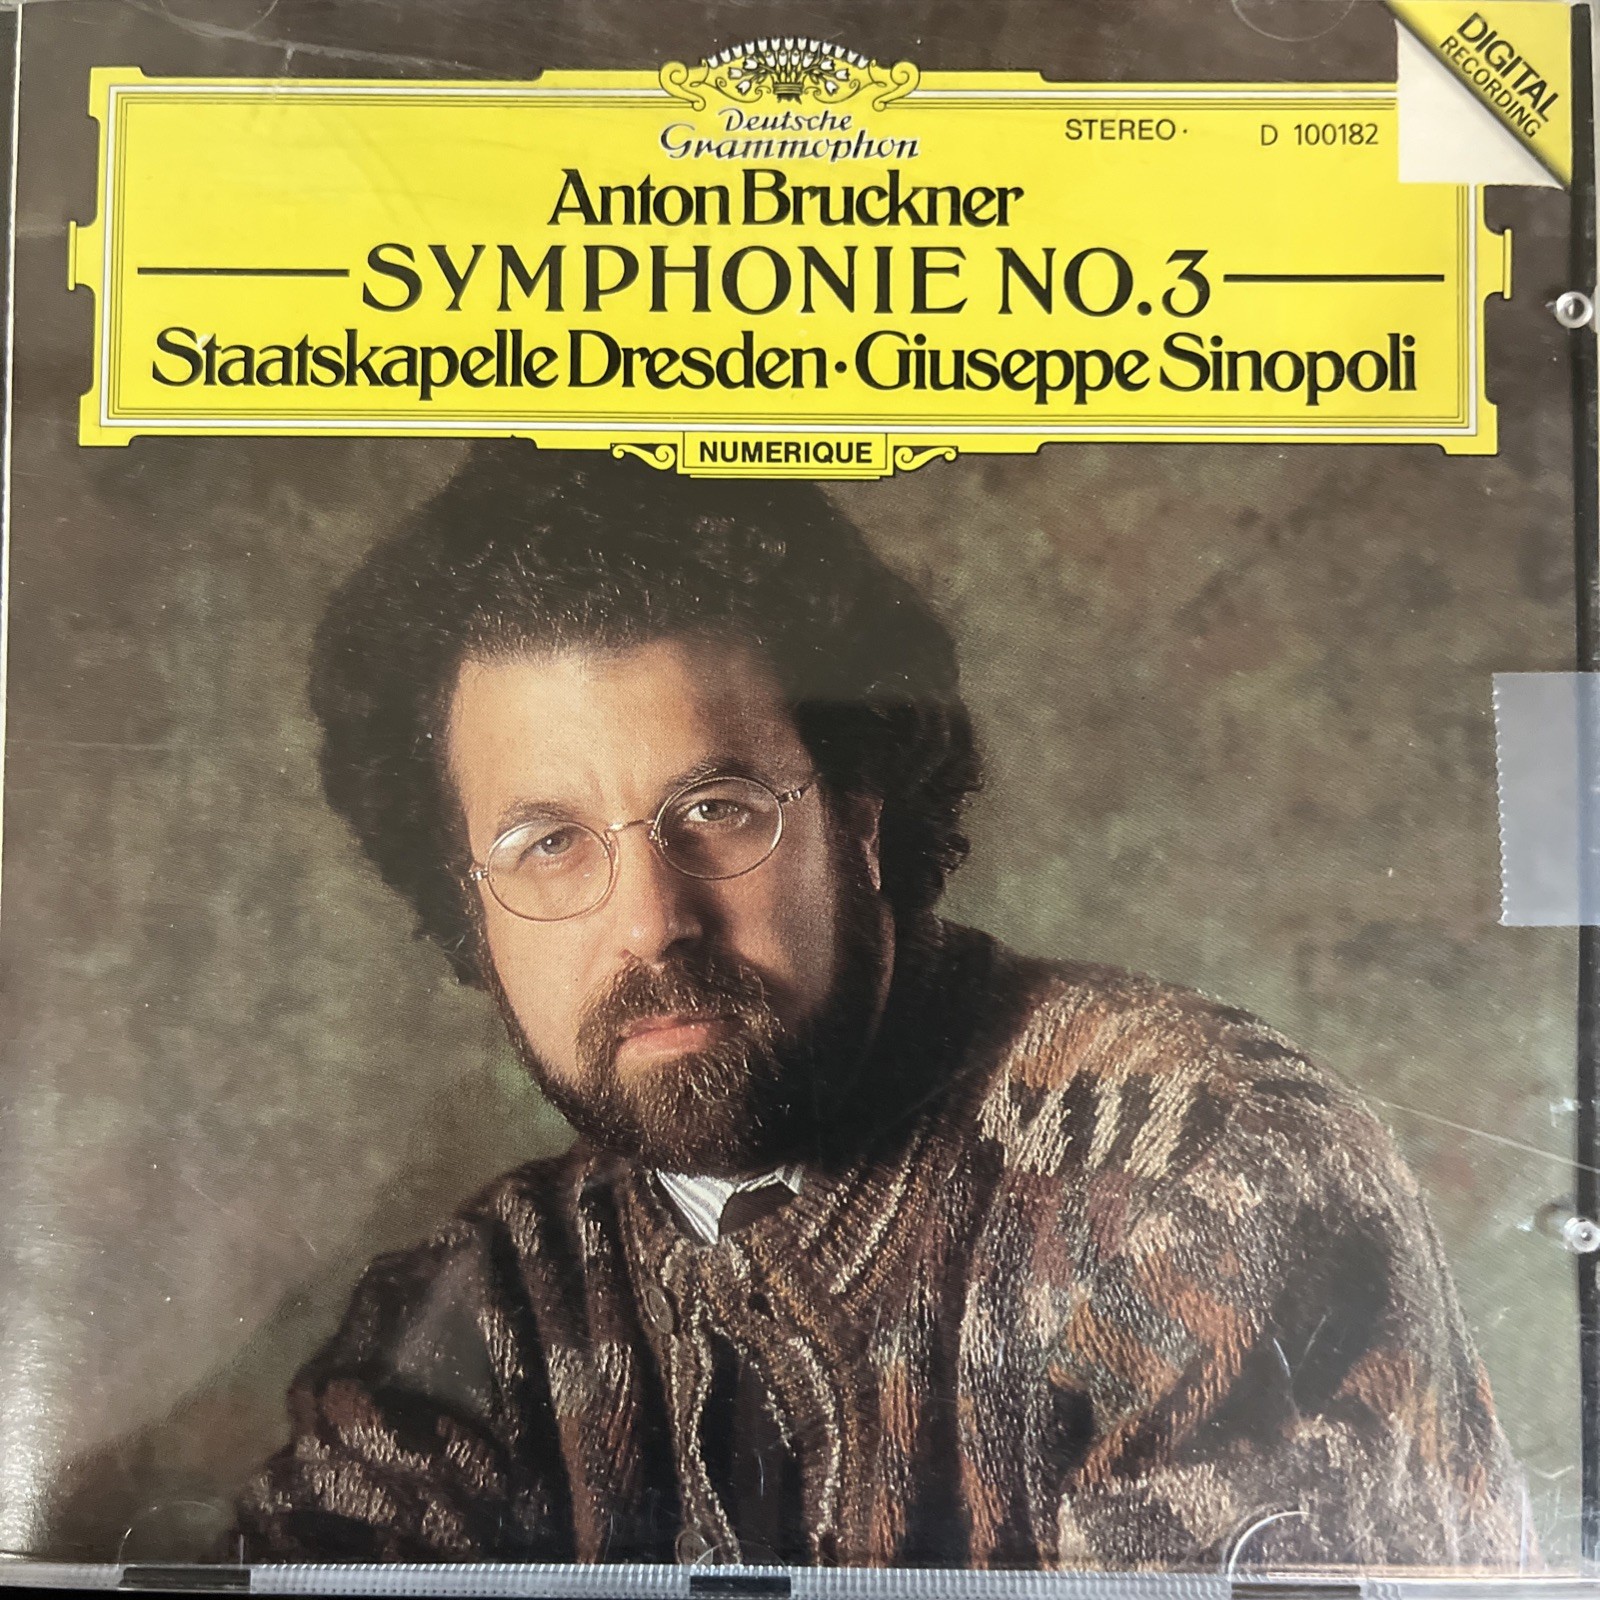 DIGITAL
RECORDING
Deutsche
Grammophon
STEREO · D 100182
Anton Bruckner
SYMPHONIE NO.3
Staatskapelle Dresden · Giuseppe Sinopoli
NUMERIQUE